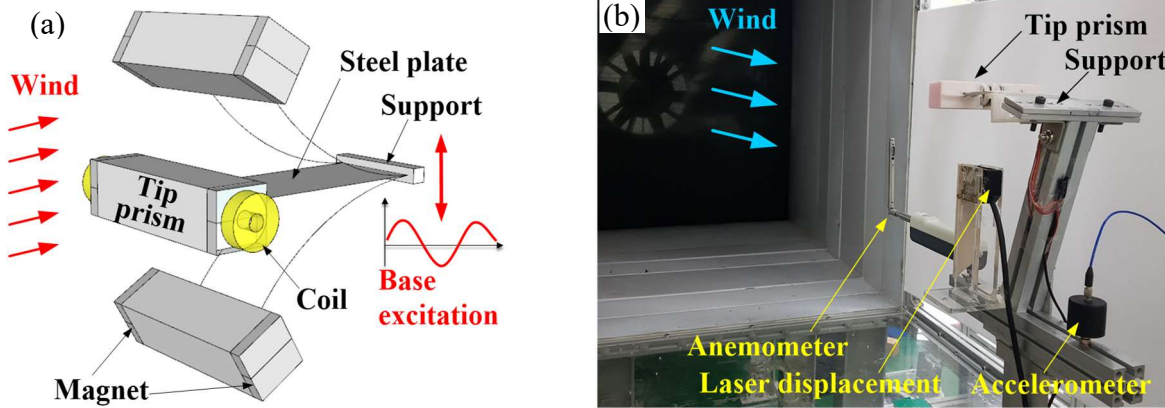 (a)
Wind
Steel plate
Support
Tip
prism
Coil
Base
excitation
Magnet
(b)
Wind
Tip prism
Support
Anemometer
Laser displacement
Accelerometer